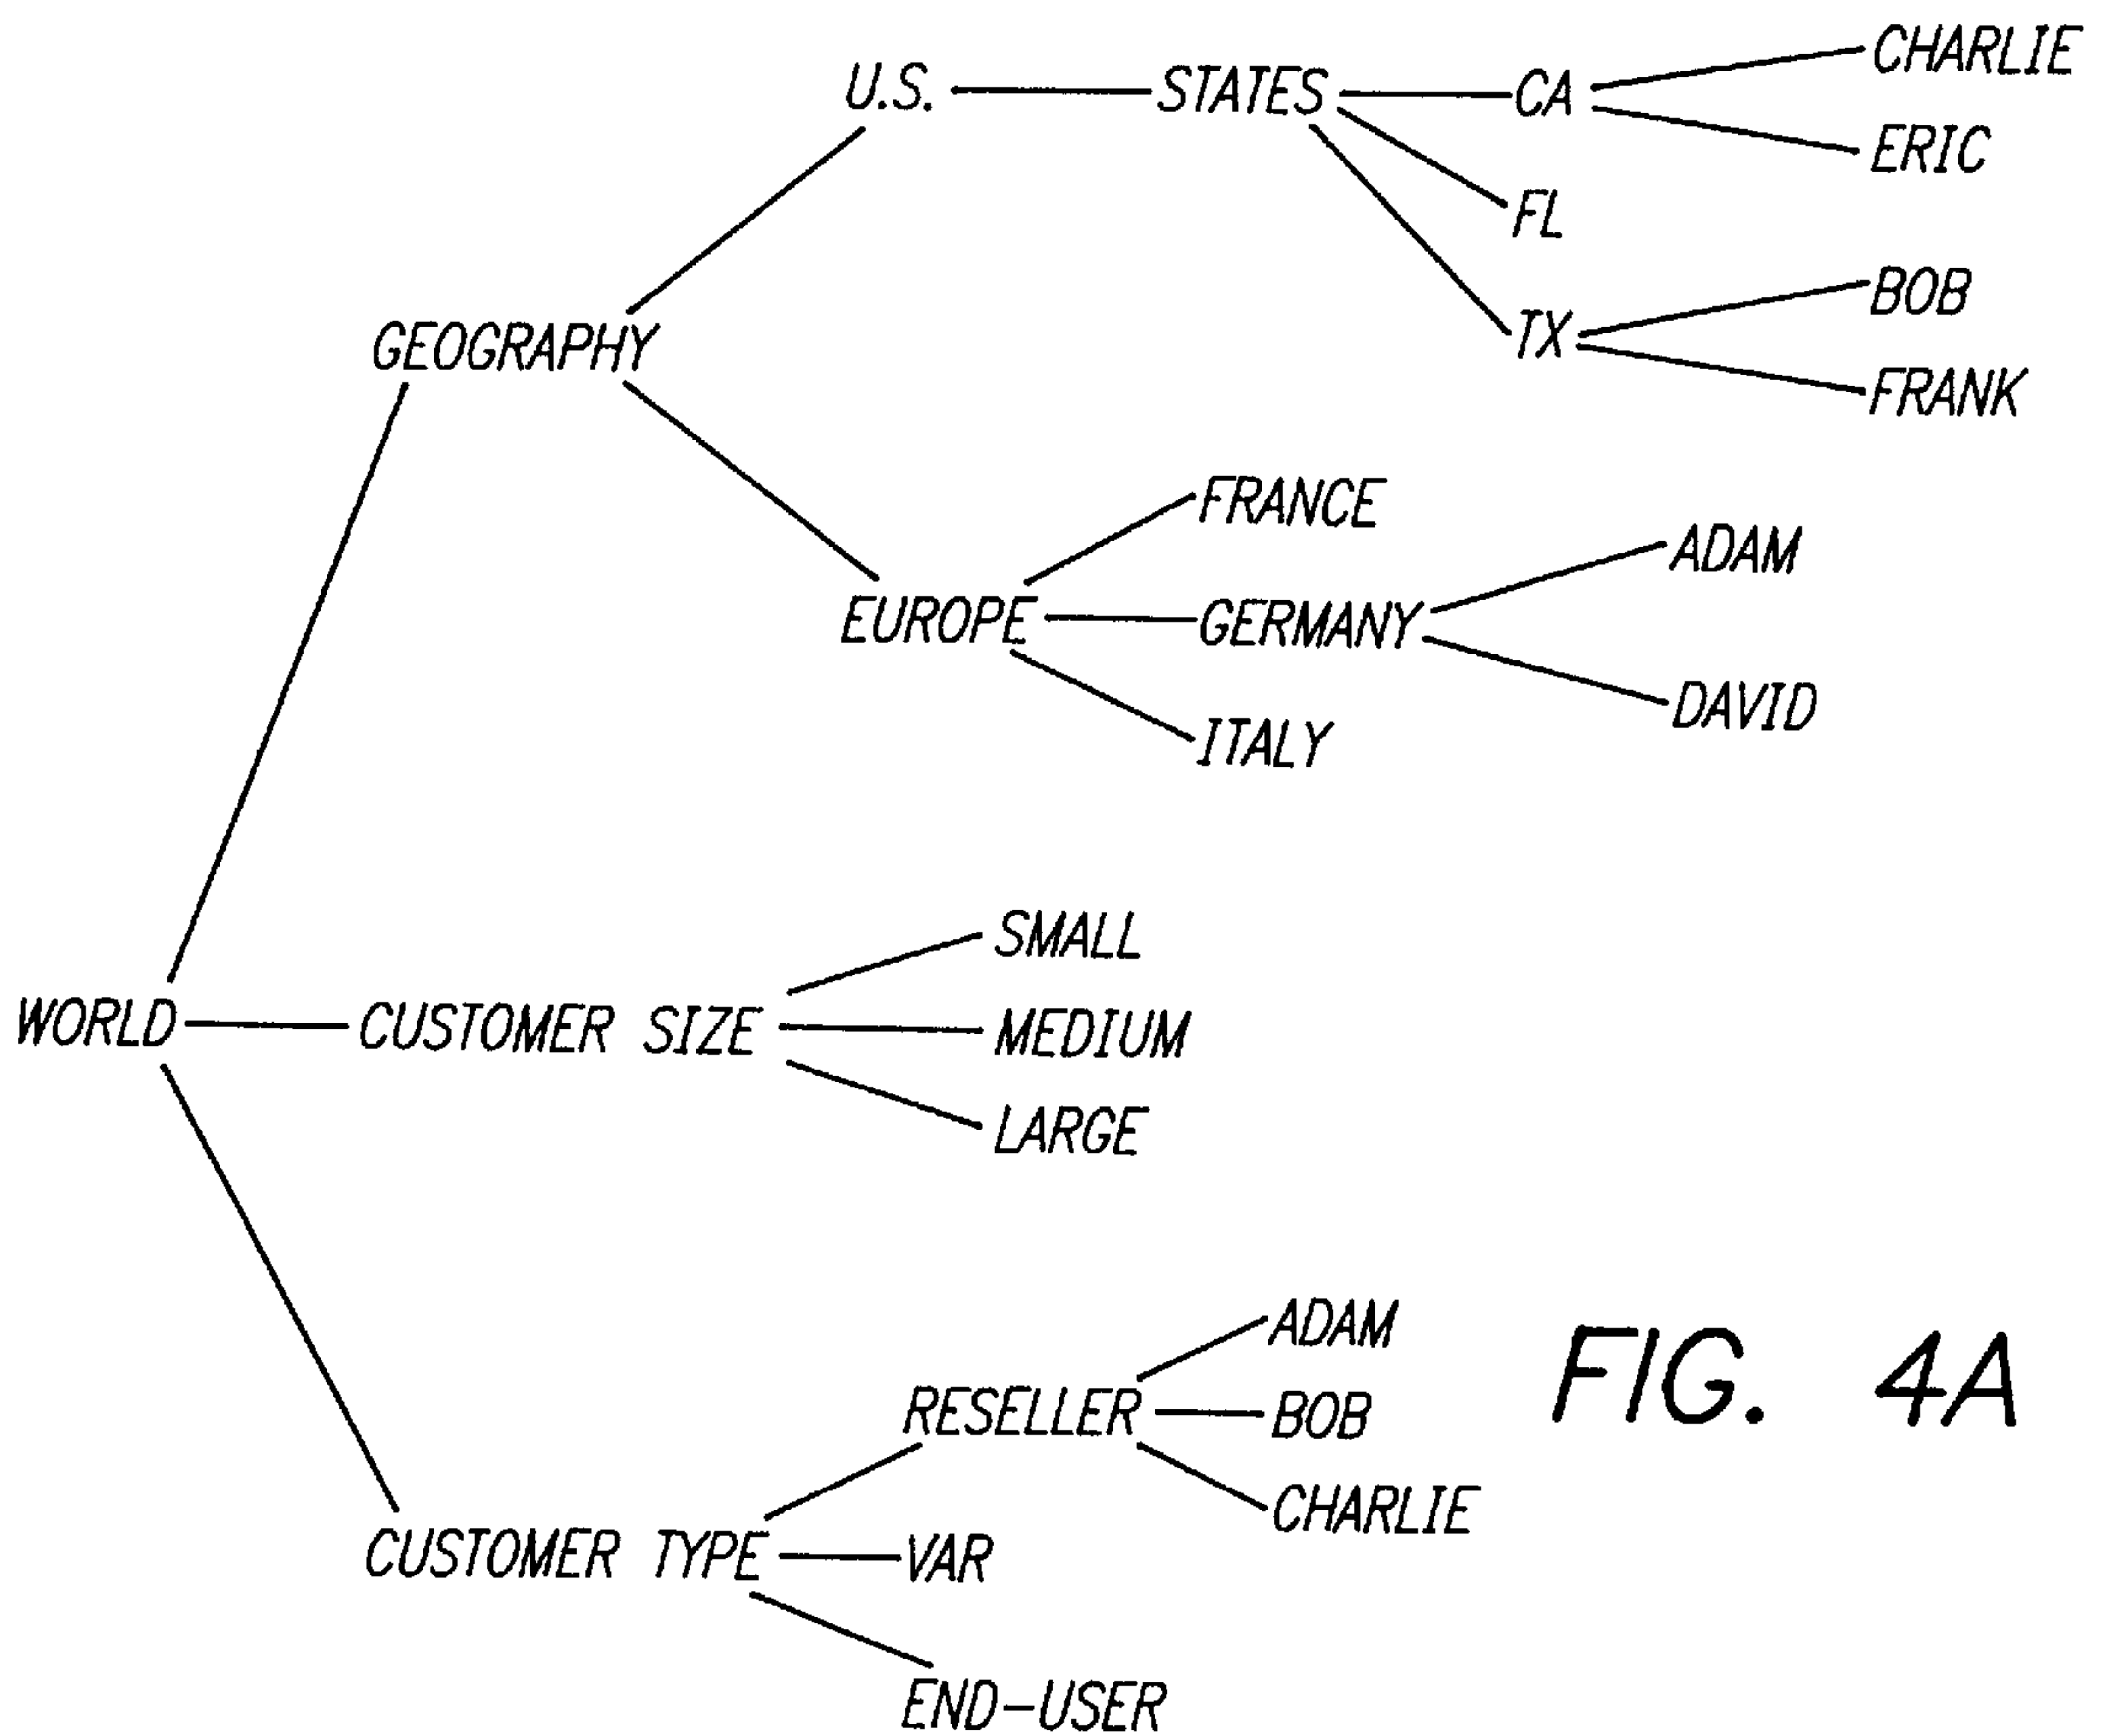 CHARLIE
U.S.
STATES
CA
ERIC
FL
BOB
GEOGRAPHY
TX
FRANK
FRANCE
ADAM
EUROPE
GERMANY
DAVID
ITALY
SMALL
WORLD
CUSTOMER SIZE
MEDIUM
LARGE
ADAM
RESELLER
BOB
CHARLIE
CUSTOMER TYPE
VAR
END-USER
FIG. 4A